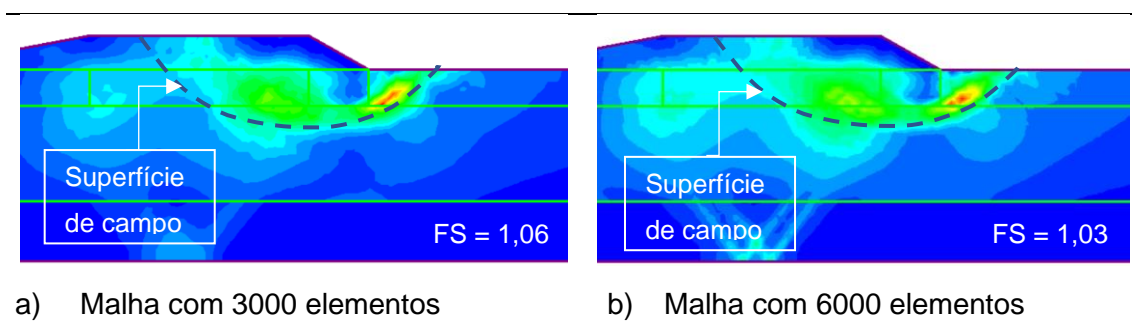 Superfície
de campo
FS = 1,06
Superfície
de campo
FS = 1,03
a) Malha com 3000 elementos
b) Malha com 6000 elementos